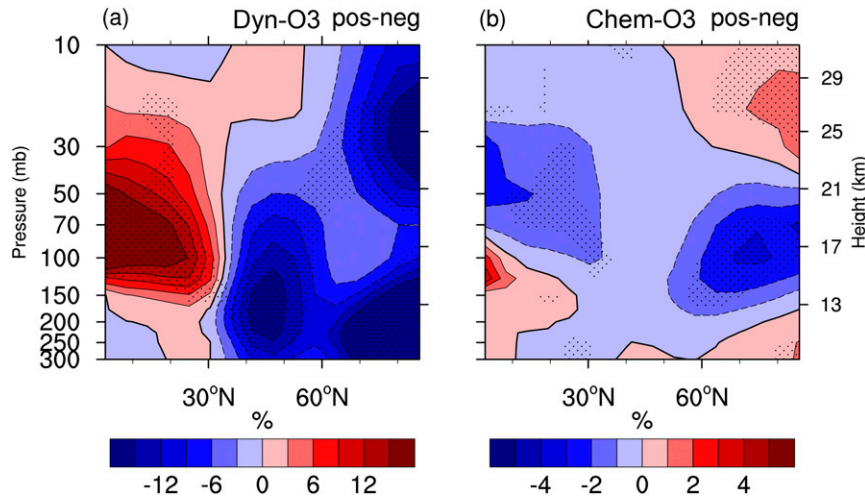 (a) Dyn-O3 pos-neg
(b) Chem-O3 pos-neg
Pressure (mb)
10
30
50
70
100
150
200
250
300
30°N 60°N
%
-12 -6 0 6 12
30°N 60°N
%
-4 -2 0 2 4
29
25
21
17
13
Height (km)